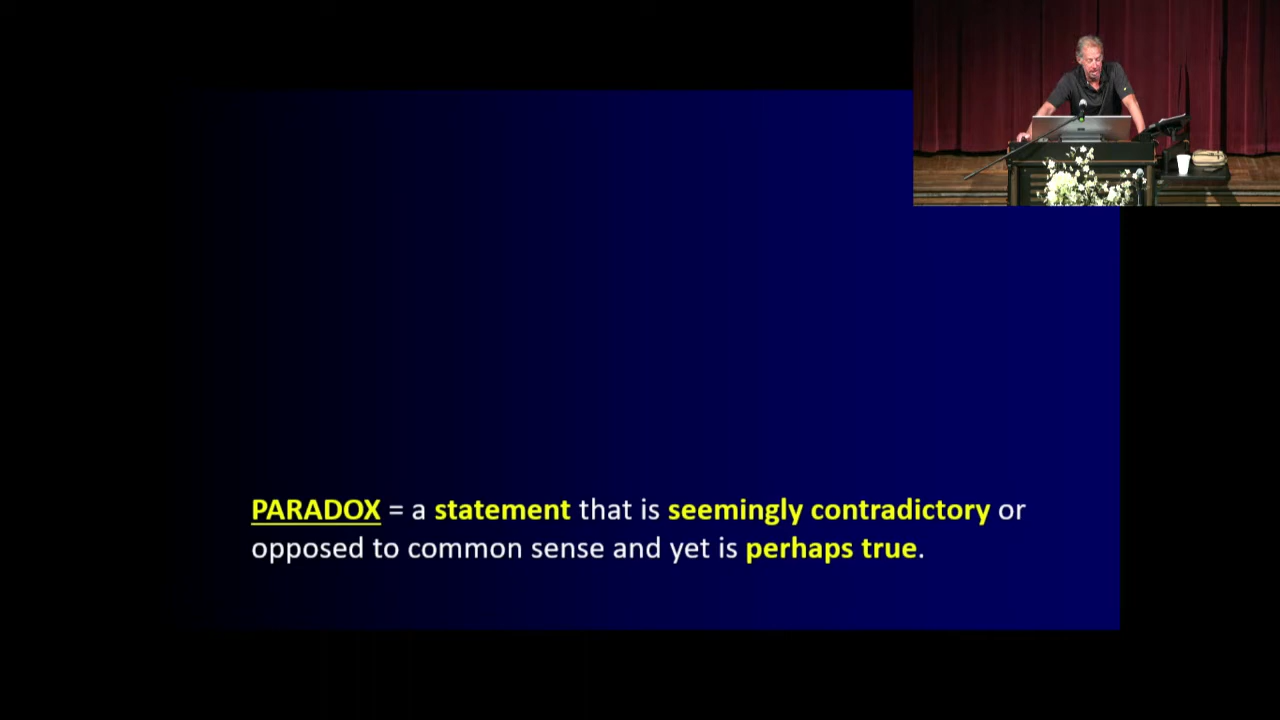 PARADOX = a statement that is seemingly contradictory or
opposed to common sense and yet is perhaps true.